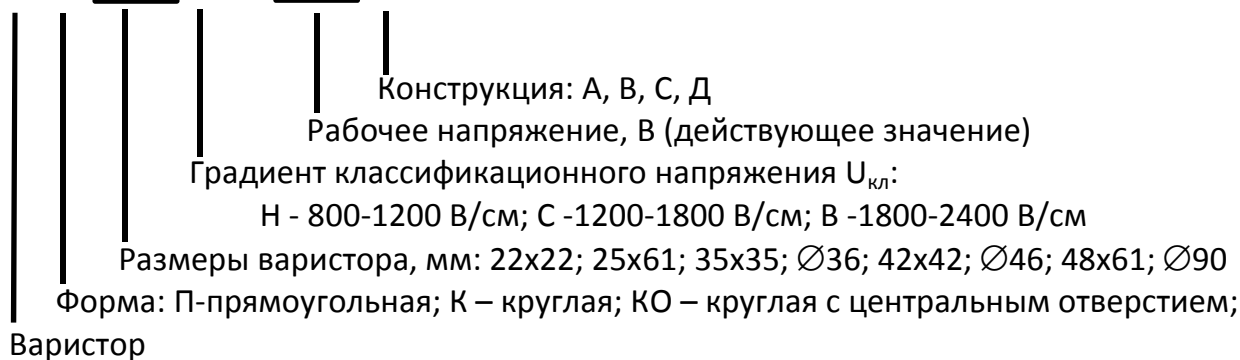 Конструкция: А, В, С, Д
Рабочее напряжение, В (действующее значение)
Градиент классификационного напряжения Uкл:
Н - 800-1200 В/см; С -1200-1800 В/см; В -1800-2400 В/см
Размеры варистора, мм: 22х22; 25х61; 35х35; ∅36; 42х42; ∅46; 48х61; ∅90
Форма: П-прямоугольная; К – круглая; КО – круглая с центральным отверстием;
Варистор